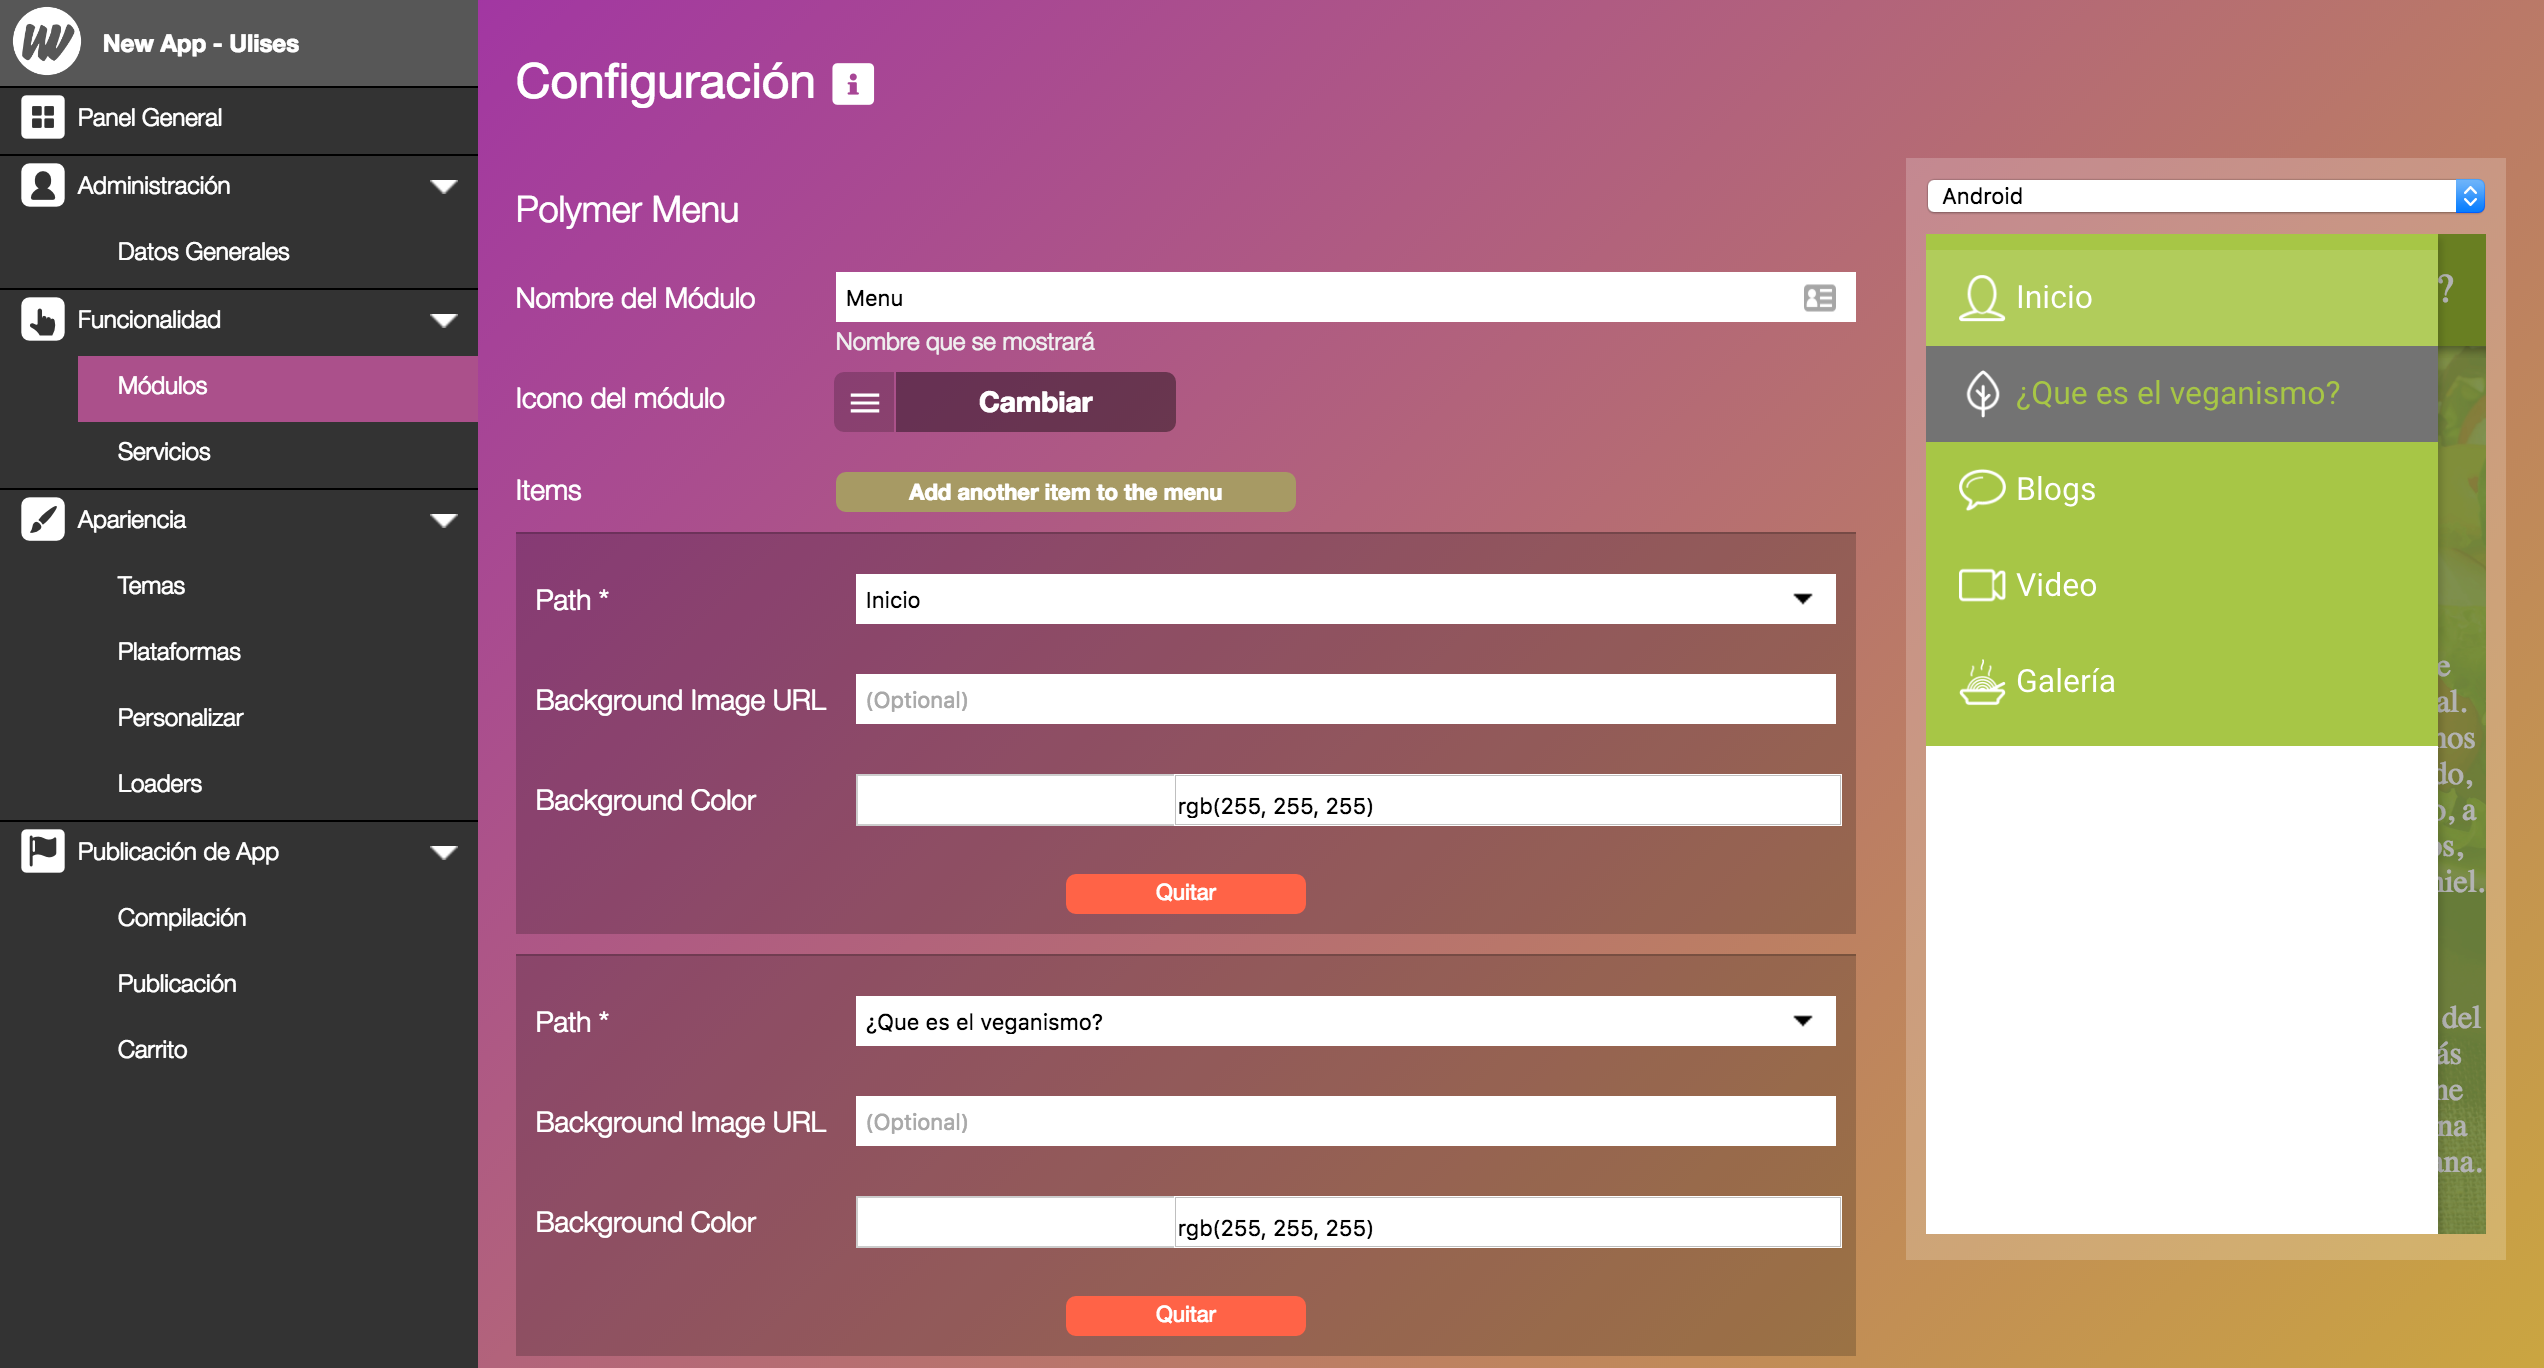 New App - Ulises
Panel General
Administración
Datos Generales
Funcionalidad
Módulos
Servicios
Apariencia
Temas
Plataformas
Personalizar
Loaders
Publicación de App
Compilación
Publicación
Carrito
Configuración
Polymer Menu
Nombre del Módulo
Menu
Nombre que se mostrará
Icono del módulo
Cambiar
Items
Add another item to the menu
Path *
Inicio
Background Image URL
(Optional)
Background Color
rgb(255, 255, 255)
Quitar
Path *
¿Que es el veganismo?
Background Image URL
(Optional)
Background Color
rgb(255, 255, 255)
Quitar
Android
Inicio
¿Que es el veganismo?
Blogs
Video
Galería
?
del